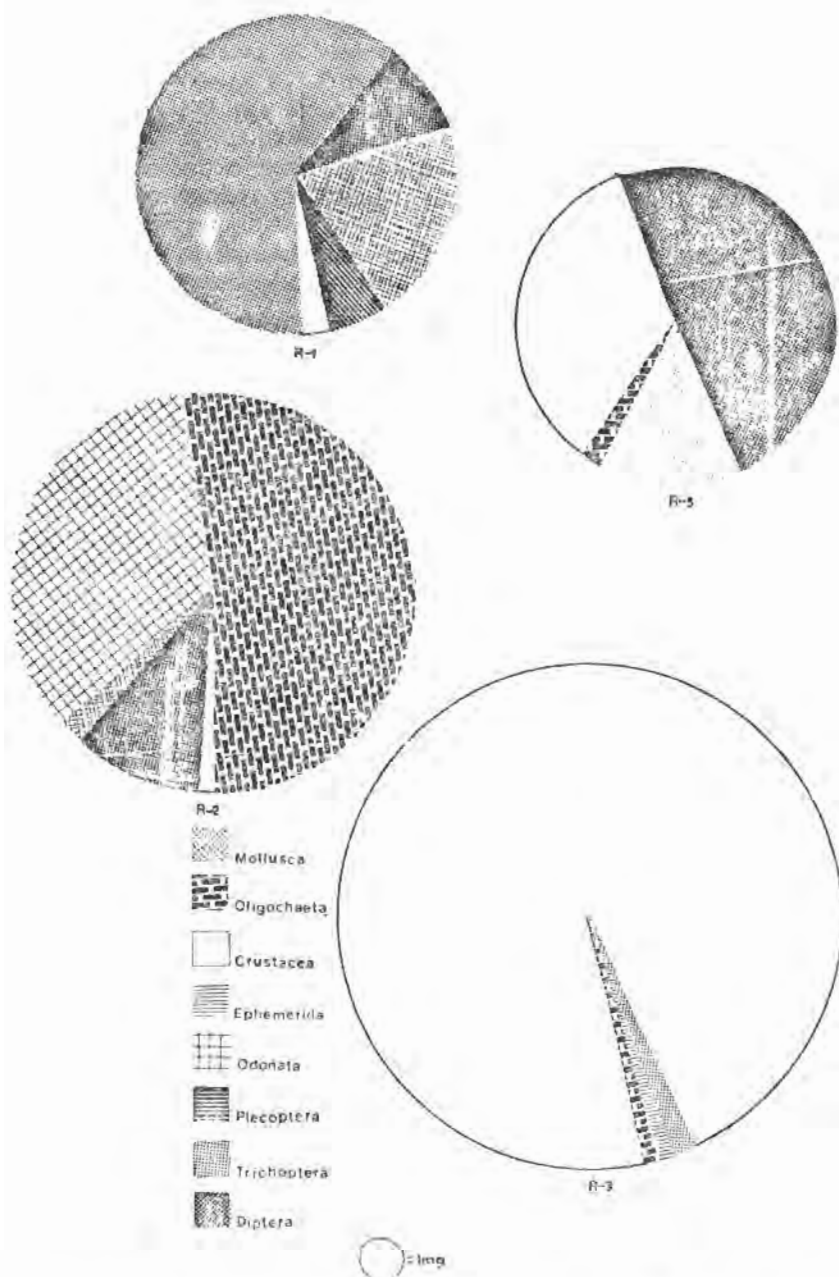 R-1
R-5
R-2
Mollusca
Oligochaeta
Crustacea
Ephemerida
Odonata
Plecoptera
Trichoptera
Diptera
R-3
=1mg